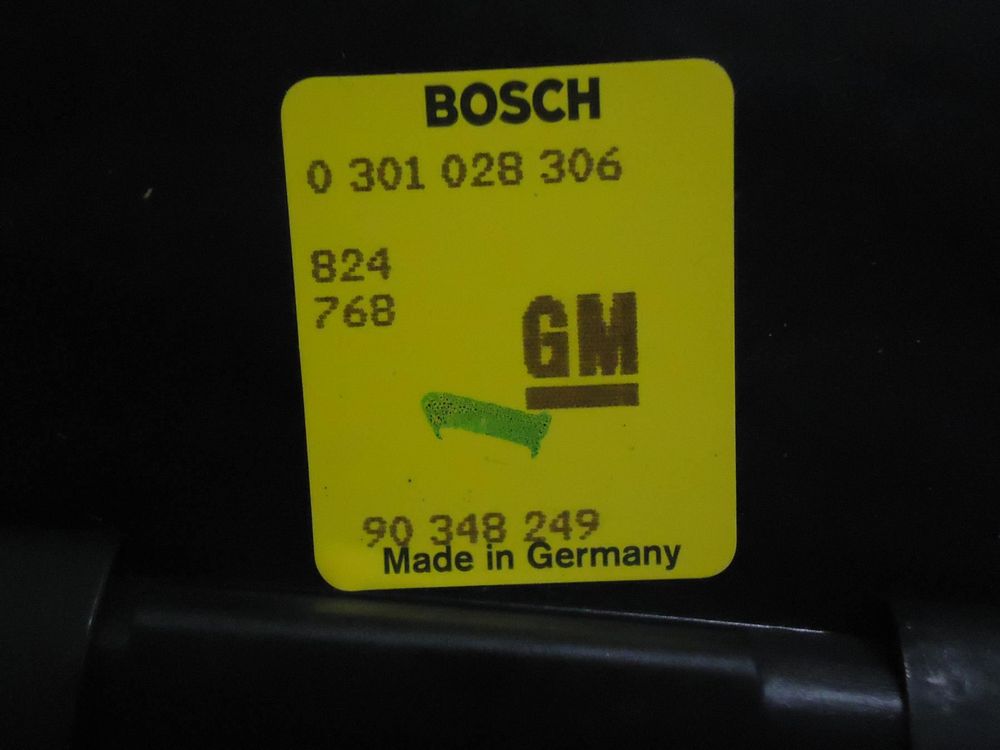 BOSCH
0 301 028 306
824
768
GM
90 348 249
Made in Germany